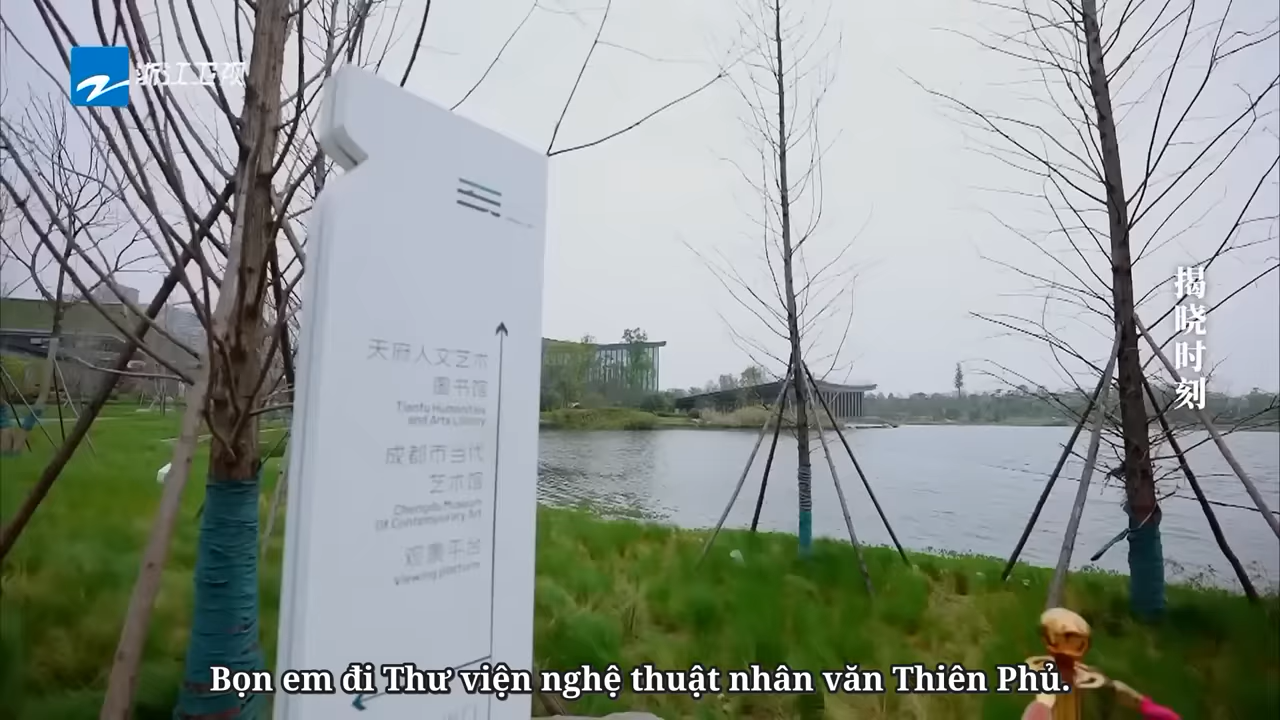 浙江卫视
天府人文艺术
图书馆
Tianfu Humanities
and Arts Library
成都市当代
艺术馆
Chengdu Museum
Of Contemporary Art
观景平台
Viewing platform
揭晓时刻
Bọn em đi Thư viện nghệ thuật nhân văn Thiên Phủ.